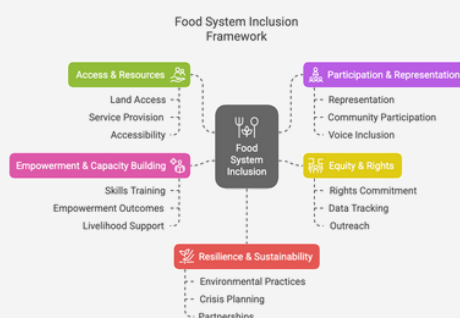 Food System Inclusion
Framework
Access & Resources
Land Access
Service Provision
Accessibility
Participation & Representation
Representation
Community Participation
Voice Inclusion
Food
System
Inclusion
Empowerment & Capacity Building
Skills Training
Empowerment Outcomes
Livelihood Support
Equity & Rights
Rights Commitment
Data Tracking
Outreach
Resilience & Sustainability
Environmental Practices
Crisis Planning
Partnerships